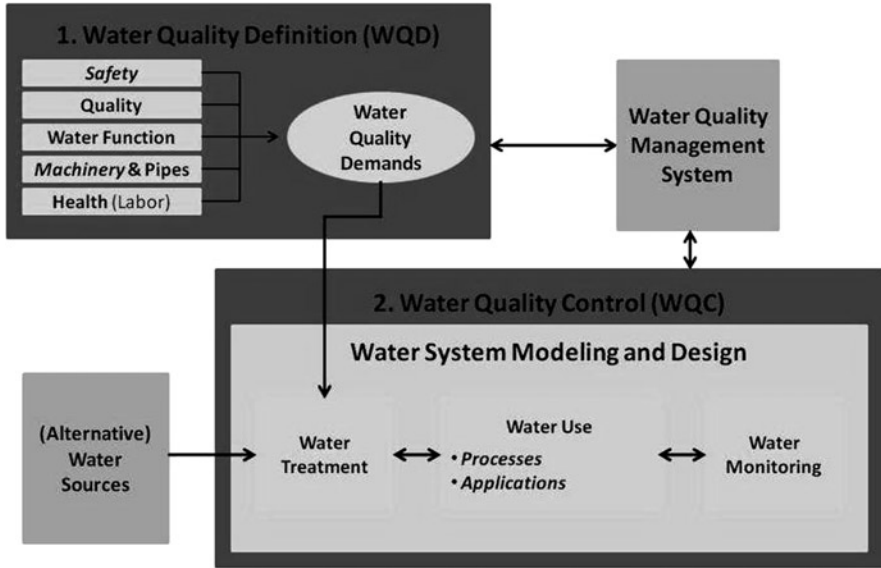 1. Water Quality Definition (WQD)
Safety
Quality
Water Function
Machinery & Pipes
Health (Labor)
Water
Quality
Demands
Water Quality
Management
System
2. Water Quality Control (WQC)
Water System Modeling and Design
(Alternative)
Water
Sources
Water
Treatment
Water Use
• Processes
• Applications
Water
Monitoring